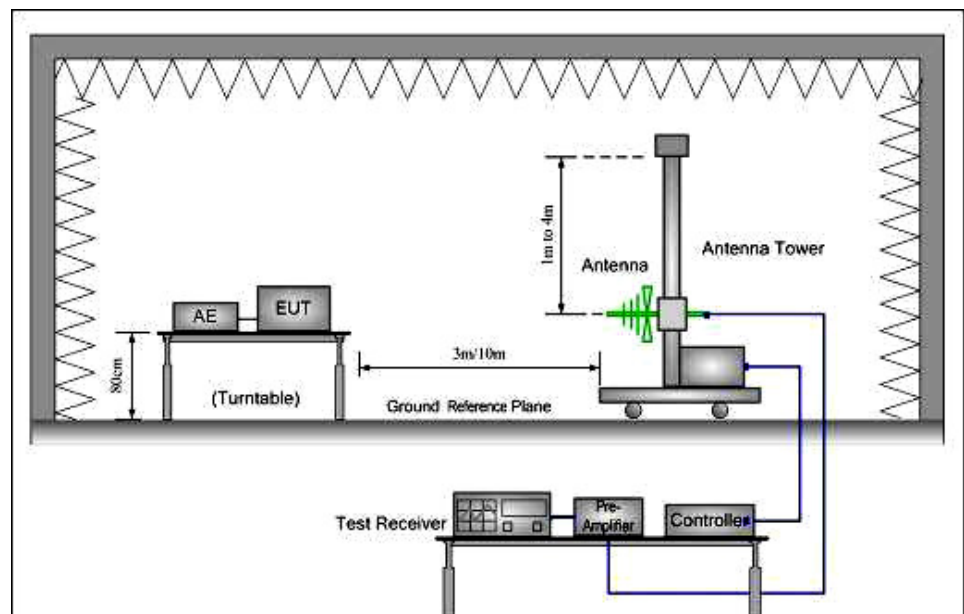 1m to 4m
Antenna
Antenna Tower
AE
EUT
80cm
(Turntable)
3m/10m
Ground Reference Plane
Test Receiver
Pre-
Amplifier
Controller